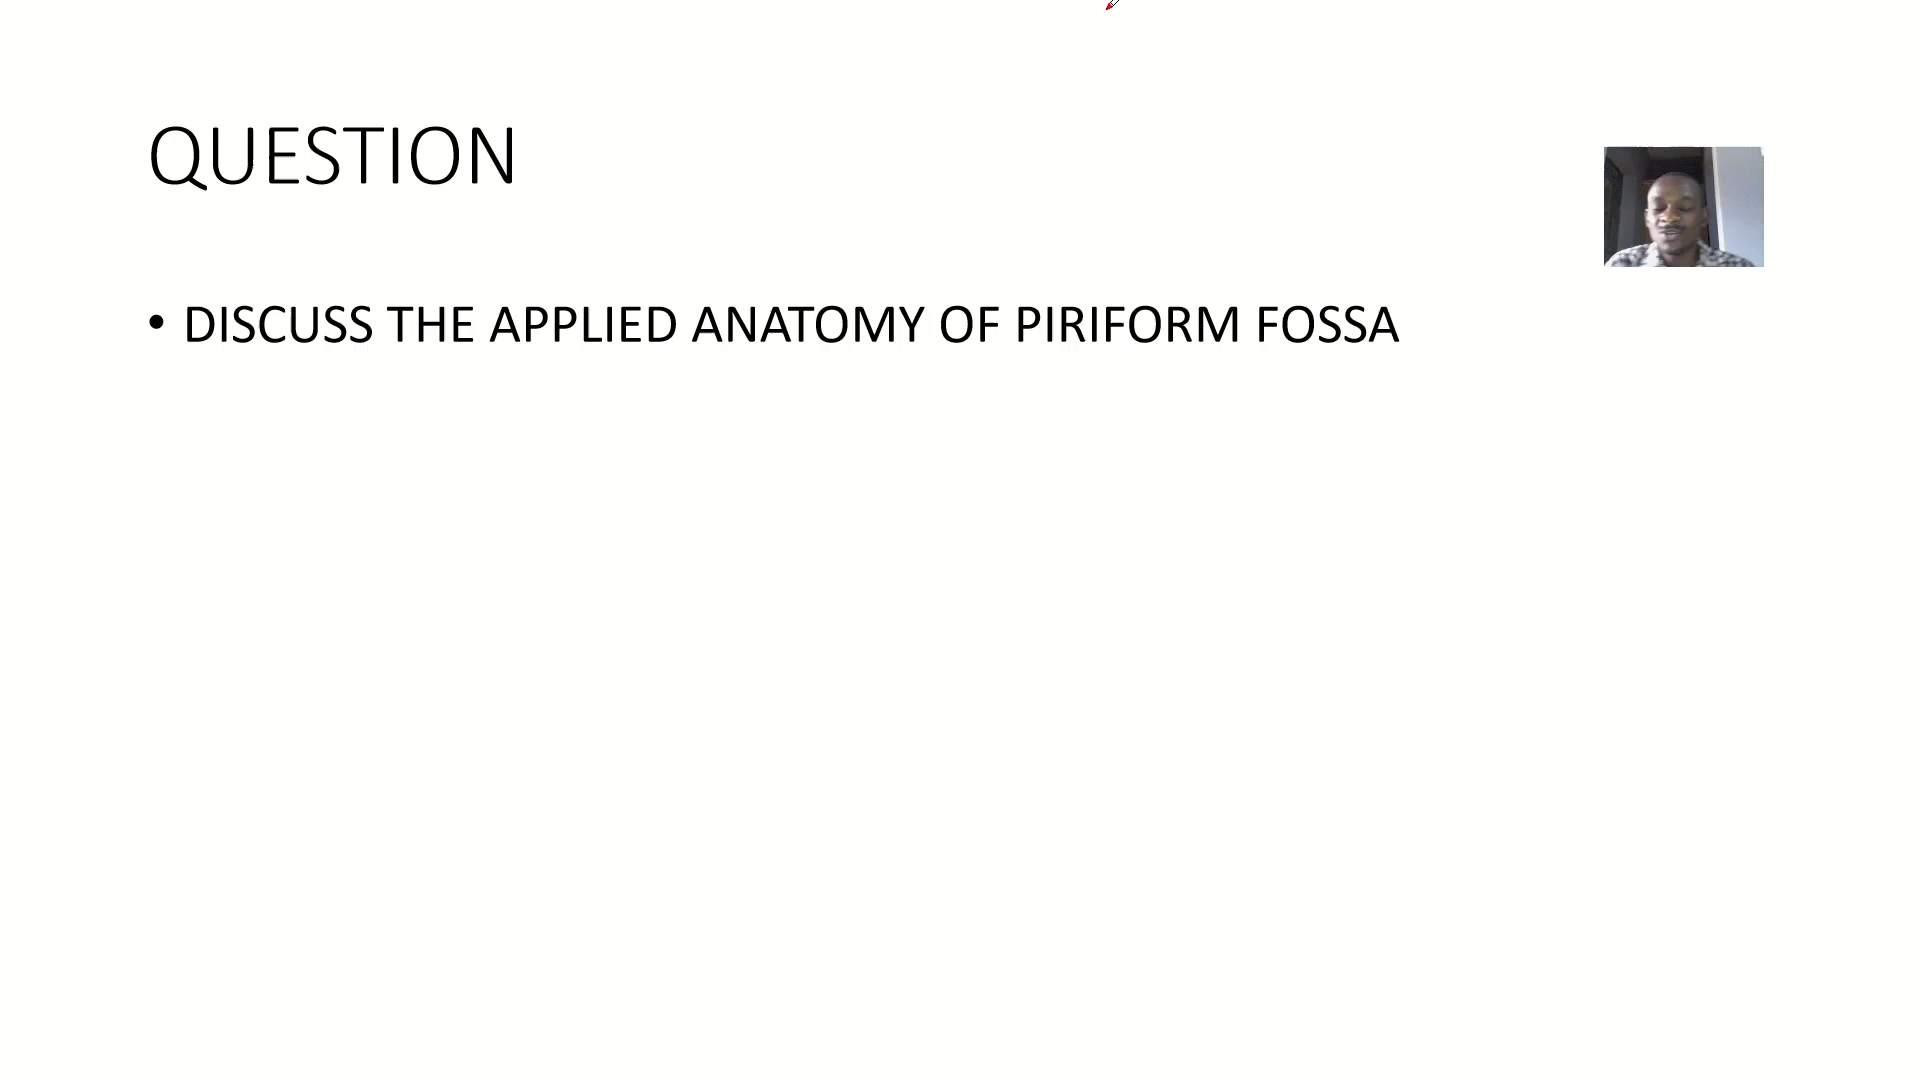 QUESTION
• DISCUSS THE APPLIED ANATOMY OF PIRIFORM FOSSA